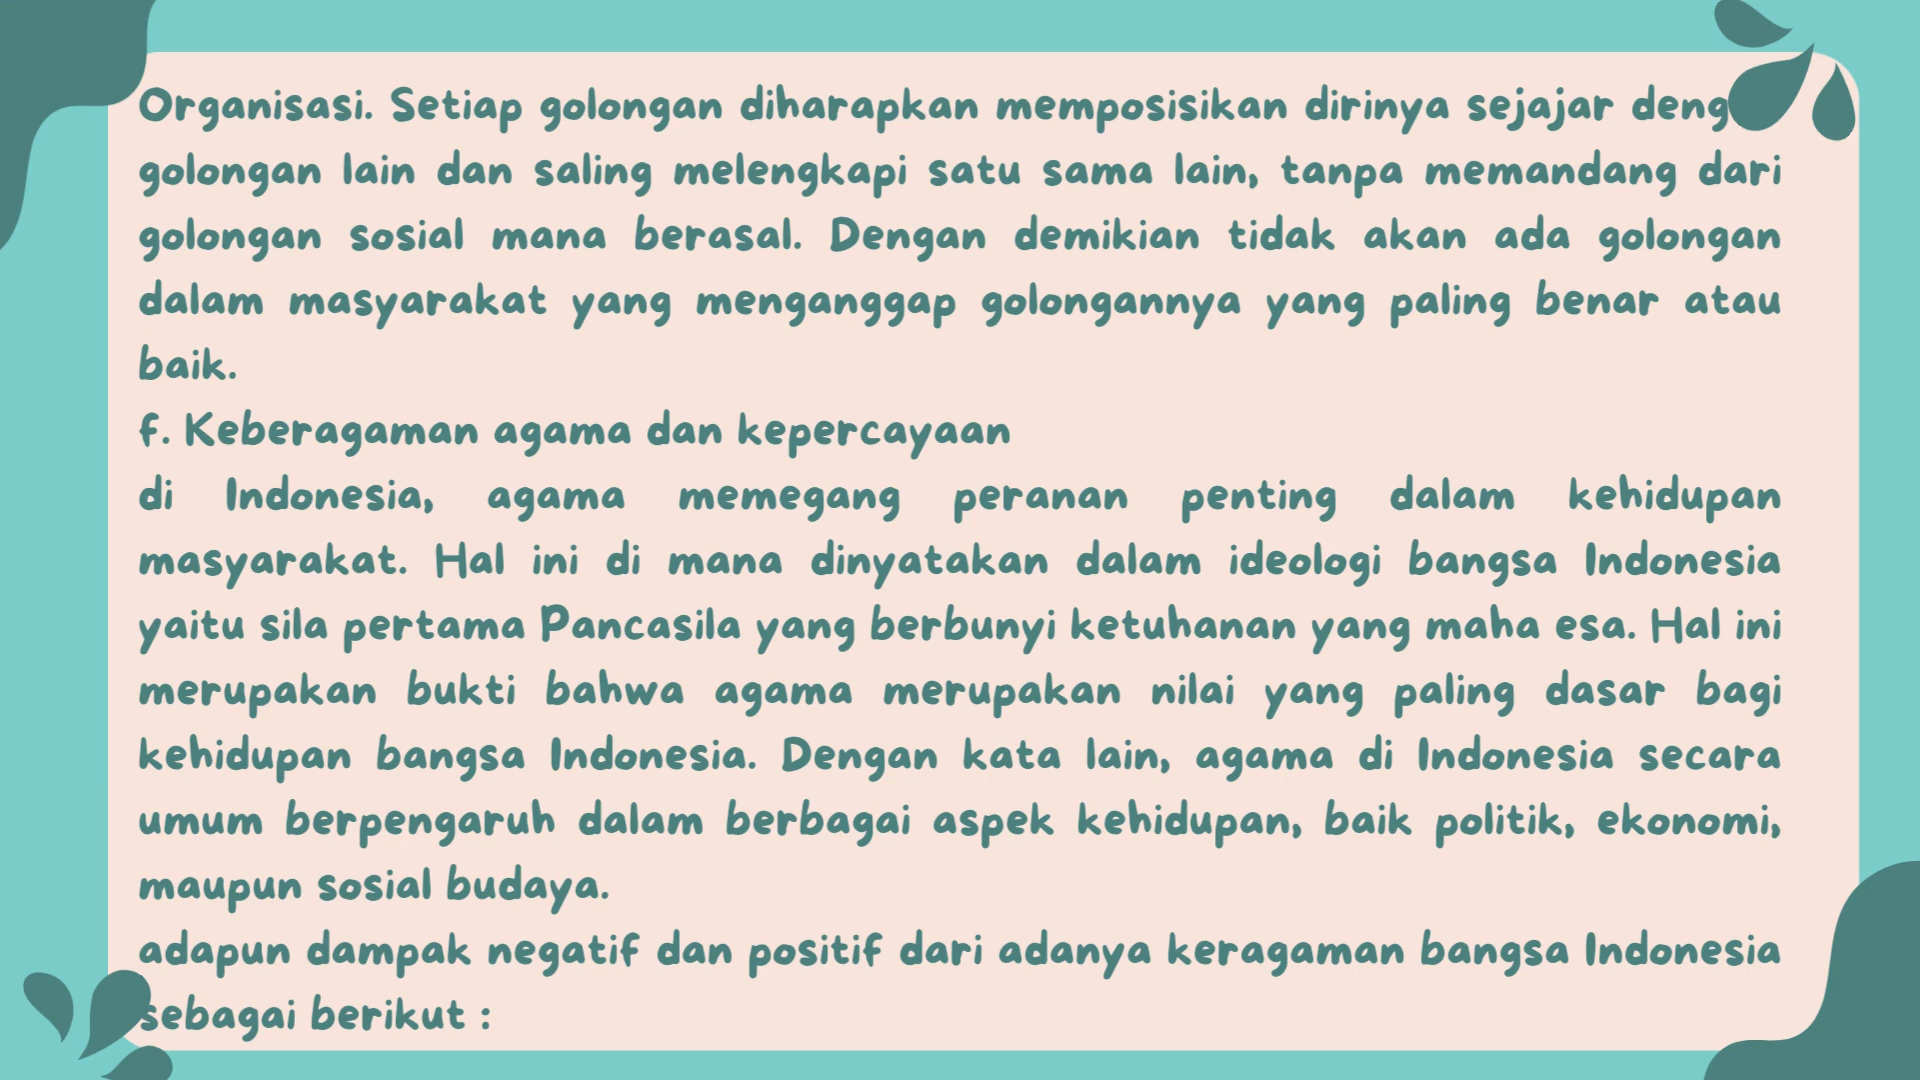 Organisasi. Setiap golongan diharapkan memposisikan dirinya sejajar deng
golongan lain dan saling melengkapi satu sama lain, tanpa memandang dari
golongan sosial mana berasal. Dengan demikian tidak akan ada golongan
dalam masyarakat yang menganggap golongannya yang paling benar atau
baik.
f. Keberagaman agama dan kepercayaan
di Indonesia, agama memegang peranan penting dalam kehidupan
masyarakat. Hal ini di mana dinyatakan dalam ideologi bangsa Indonesia
yaitu sila pertama Pancasila yang berbunyi ketuhanan yang maha esa. Hal ini
merupakan bukti bahwa agama merupakan nilai yang paling dasar bagi
kehidupan bangsa Indonesia. Dengan kata lain, agama di Indonesia secara
umum berpengaruh dalam berbagai aspek kehidupan, baik politik, ekonomi,
maupun sosial budaya.
adapun dampak negatif dan positif dari adanya keragaman bangsa Indonesia
sebagai berikut :